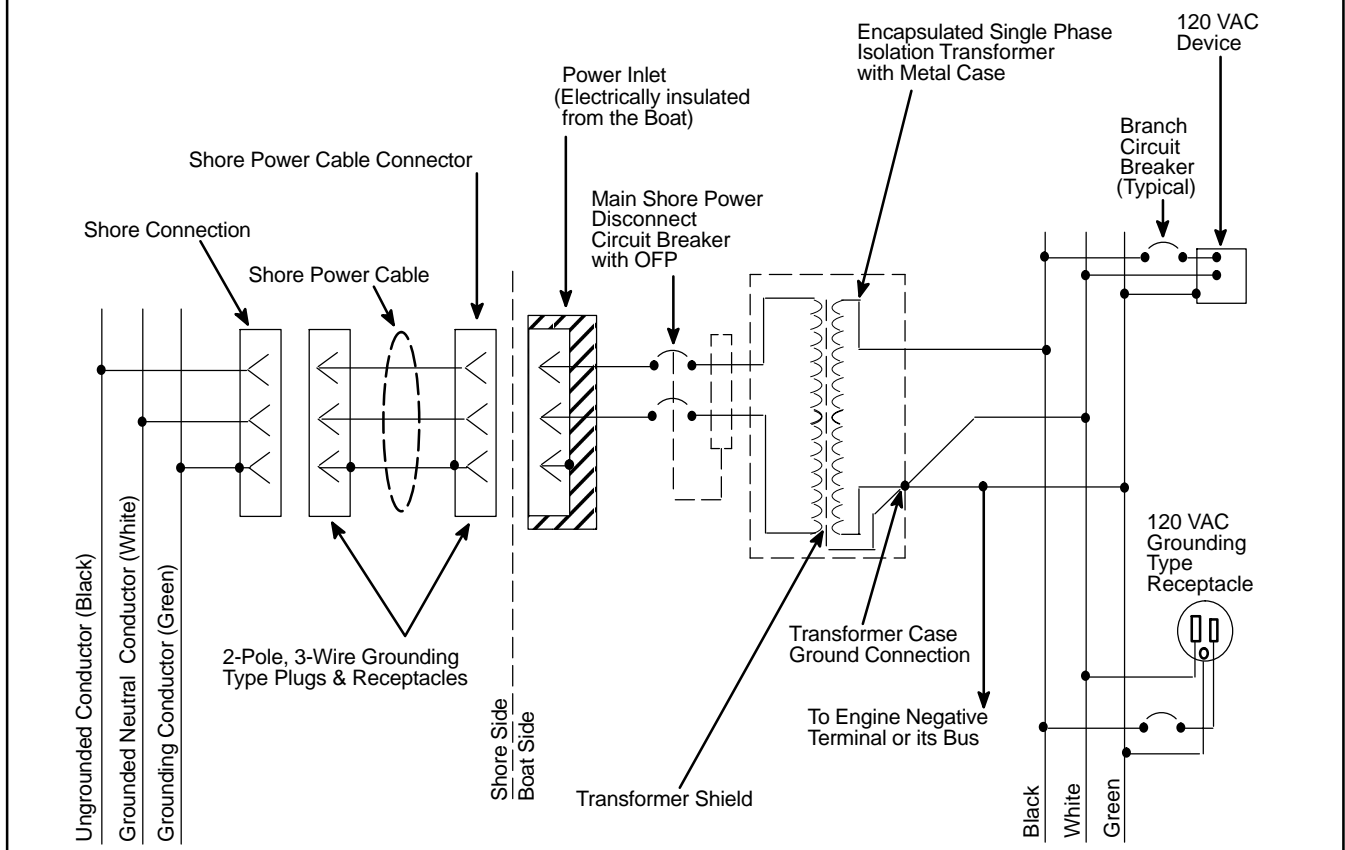 Encapsulated Single Phase
Isolation Transformer
with Metal Case
120 VAC
Device
Power Inlet
(Electrically insulated
from the Boat)
Branch
Circuit
Breaker
(Typical)
Shore Power Cable Connector
Main Shore Power
Disconnect
Circuit Breaker
with OFP
Shore Connection
Shore Power Cable
120 VAC
Grounding
Type
Receptacle
Ungrounded Conductor (Black)
Grounded Neutral Conductor (White)
Grounding Conductor (Green)
2-Pole, 3-Wire Grounding
Type Plugs & Receptacles
Shore Side
Boat Side
Transformer Case
Ground Connection
To Engine Negative
Terminal or its Bus
Transformer Shield
Black
White
Green